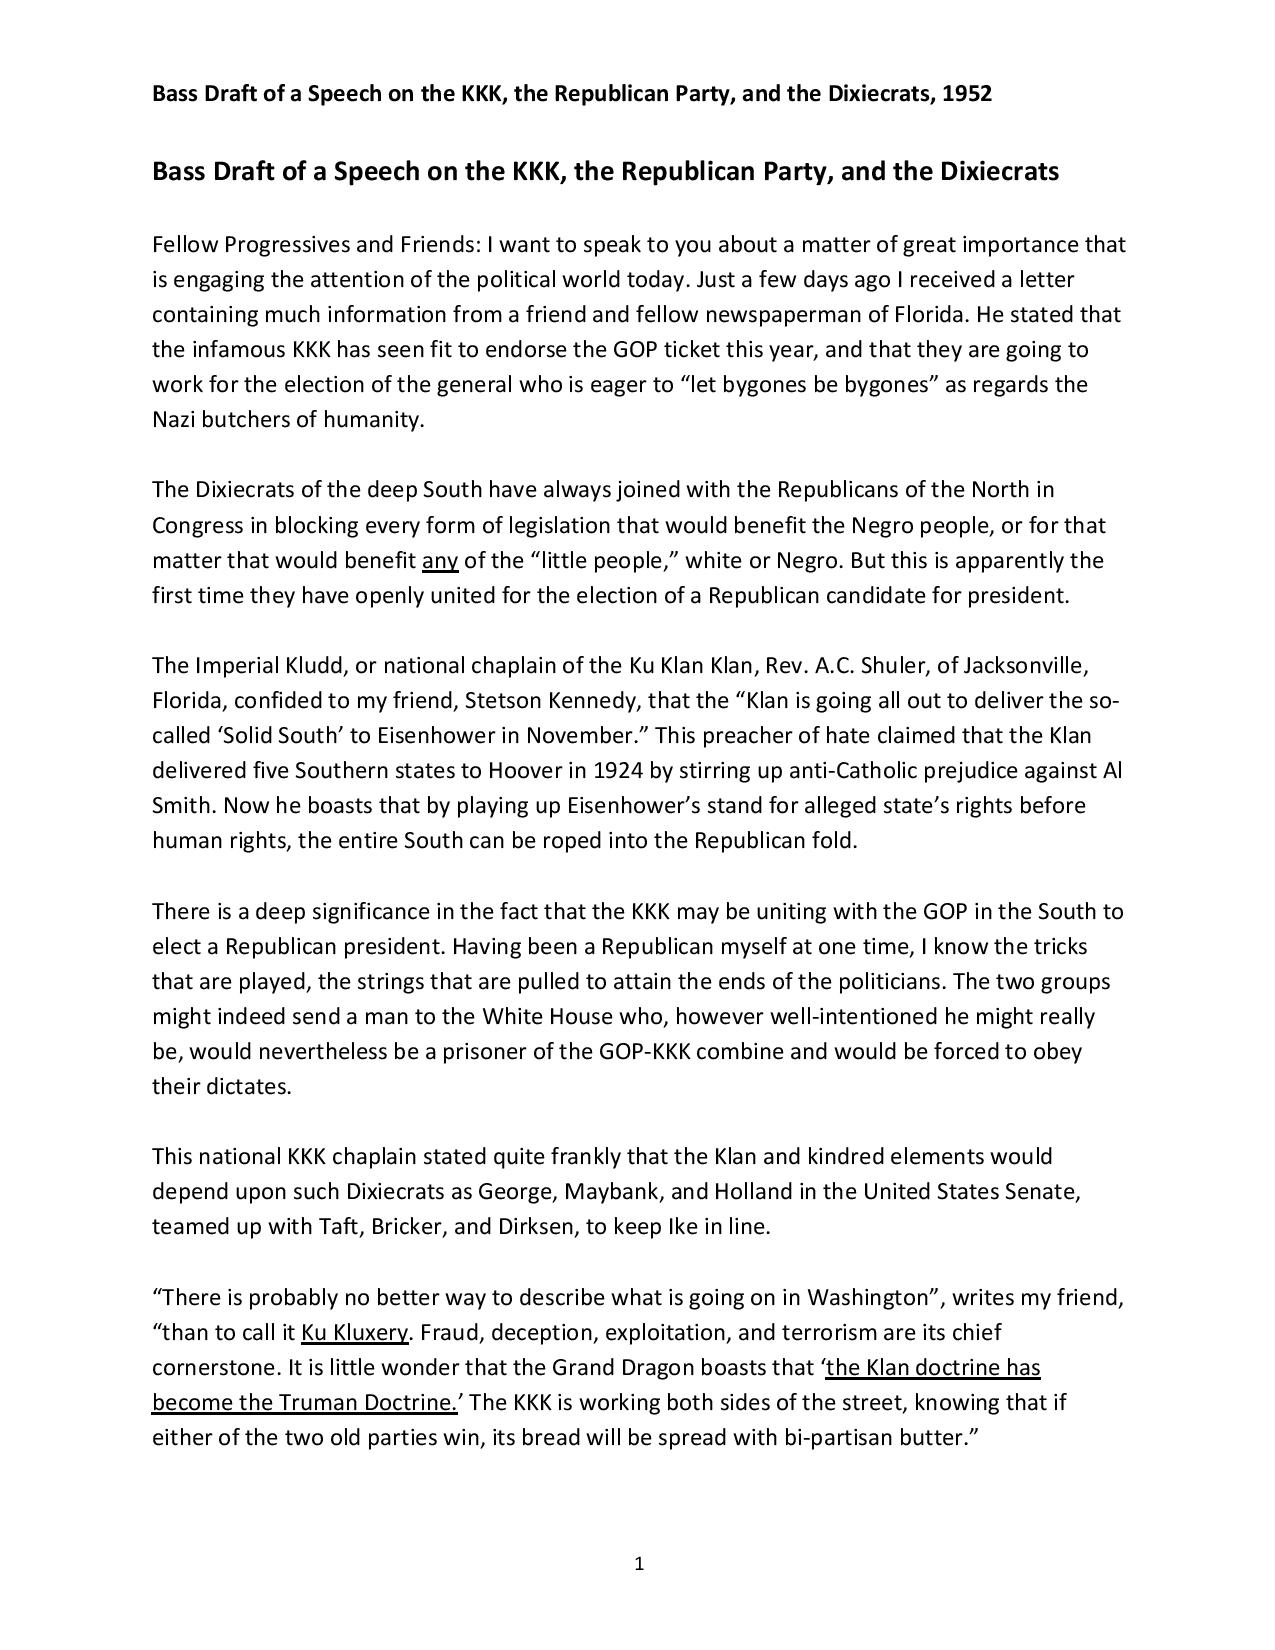 Bass Draft of a Speech on the KKK, the Republican Party, and the Dixiecrats, 1952
Bass Draft of a Speech on the KKK, the Republican Party, and the Dixiecrats
Fellow Progressives and Friends: I want to speak to you about a matter of great importance that
is engaging the attention of the political world today. Just a few days ago I received a letter
containing much information from a friend and fellow newspaperman of Florida. He stated that
the infamous KKK has seen fit to endorse the GOP ticket this year, and that they are going to
work for the election of the general who is eager to “let bygones be bygones” as regards the
Nazi butchers of humanity.
The Dixiecrats of the deep South have always joined with the Republicans of the North in
Congress in blocking every form of legislation that would benefit the Negro people, or for that
matter that would benefit any of the “little people,” white or Negro. But this is apparently the
first time they have openly united for the election of a Republican candidate for president.
The Imperial Kludd, or national chaplain of the Ku Klan Klan, Rev. A.C. Shuler, of Jacksonville,
Florida, confided to my friend, Stetson Kennedy, that the “Klan is going all out to deliver the so-
called ‘Solid South’ to Eisenhower in November.” This preacher of hate claimed that the Klan
delivered five Southern states to Hoover in 1924 by stirring up anti-Catholic prejudice against Al
Smith. Now he boasts that by playing up Eisenhower’s stand for alleged state’s rights before
human rights, the entire South can be roped into the Republican fold.
There is a deep significance in the fact that the KKK may be uniting with the GOP in the South to
elect a Republican president. Having been a Republican myself at one time, I know the tricks
that are played, the strings that are pulled to attain the ends of the politicians. The two groups
might indeed send a man to the White House who, however well-intentioned he might really
be, would nevertheless be a prisoner of the GOP-KKK combine and would be forced to obey
their dictates.
This national KKK chaplain stated quite frankly that the Klan and kindred elements would
depend upon such Dixiecrats as George, Maybank, and Holland in the United States Senate,
teamed up with Taft, Bricker, and Dirksen, to keep Ike in line.
“There is probably no better way to describe what is going on in Washington”, writes my friend,
“than to call it Ku Kluxery. Fraud, deception, exploitation, and terrorism are its chief
cornerstone. It is little wonder that the Grand Dragon boasts that ‘the Klan doctrine has
become the Truman Doctrine.’ The KKK is working both sides of the street, knowing that if
either of the two old parties win, its bread will be spread with bi-partisan butter.”
1